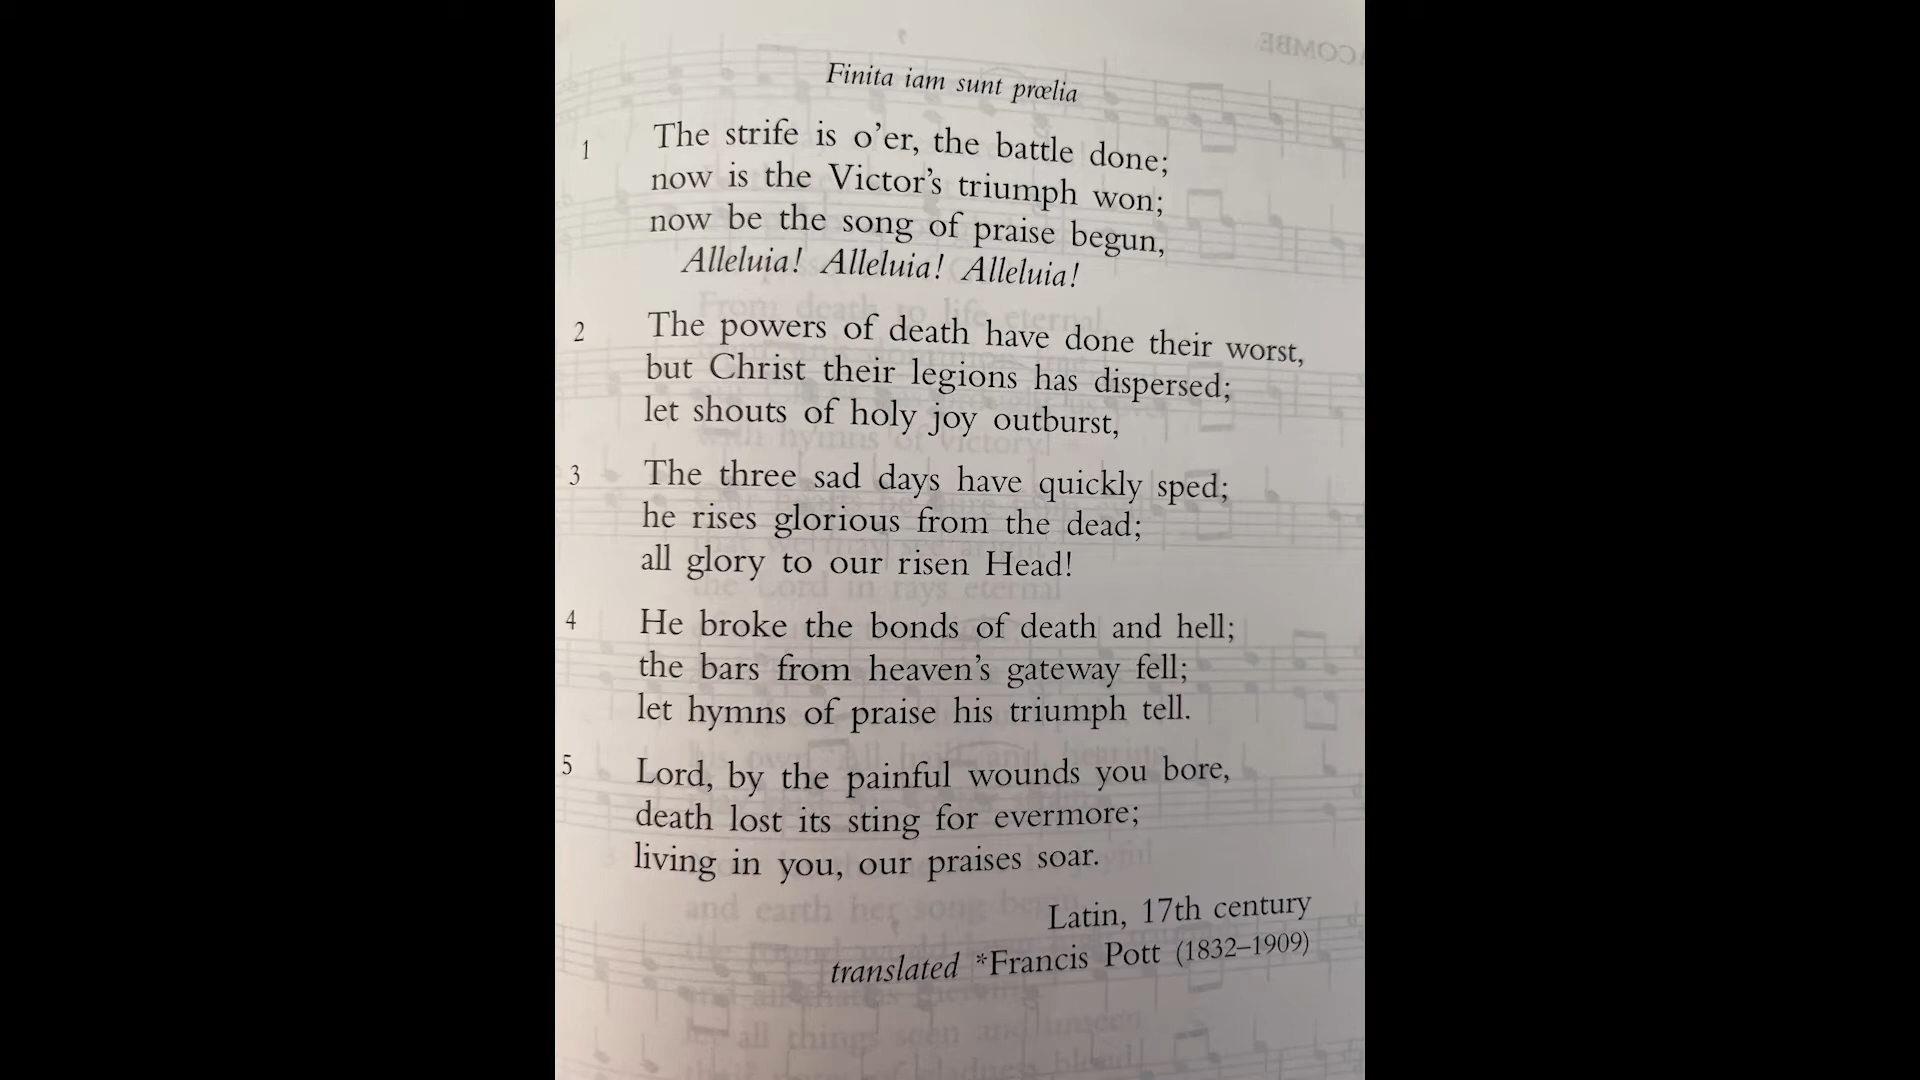 Finita iam sunt prœlia
1 The strife is o’er, the battle done;
now is the Victor’s triumph won;
now be the song of praise begun,
Alleluia! Alleluia! Alleluia!
2 The powers of death have done their worst,
but Christ their legions has dispersed;
let shouts of holy joy outburst,
3 The three sad days have quickly sped;
he rises glorious from the dead;
all glory to our risen Head!
4 He broke the bonds of death and hell;
the bars from heaven’s gateway fell;
let hymns of praise his triumph tell.
5 Lord, by the painful wounds you bore,
death lost its sting for evermore;
living in you, our praises soar.
Latin, 17th century
translated *Francis Pott (1832–1909)